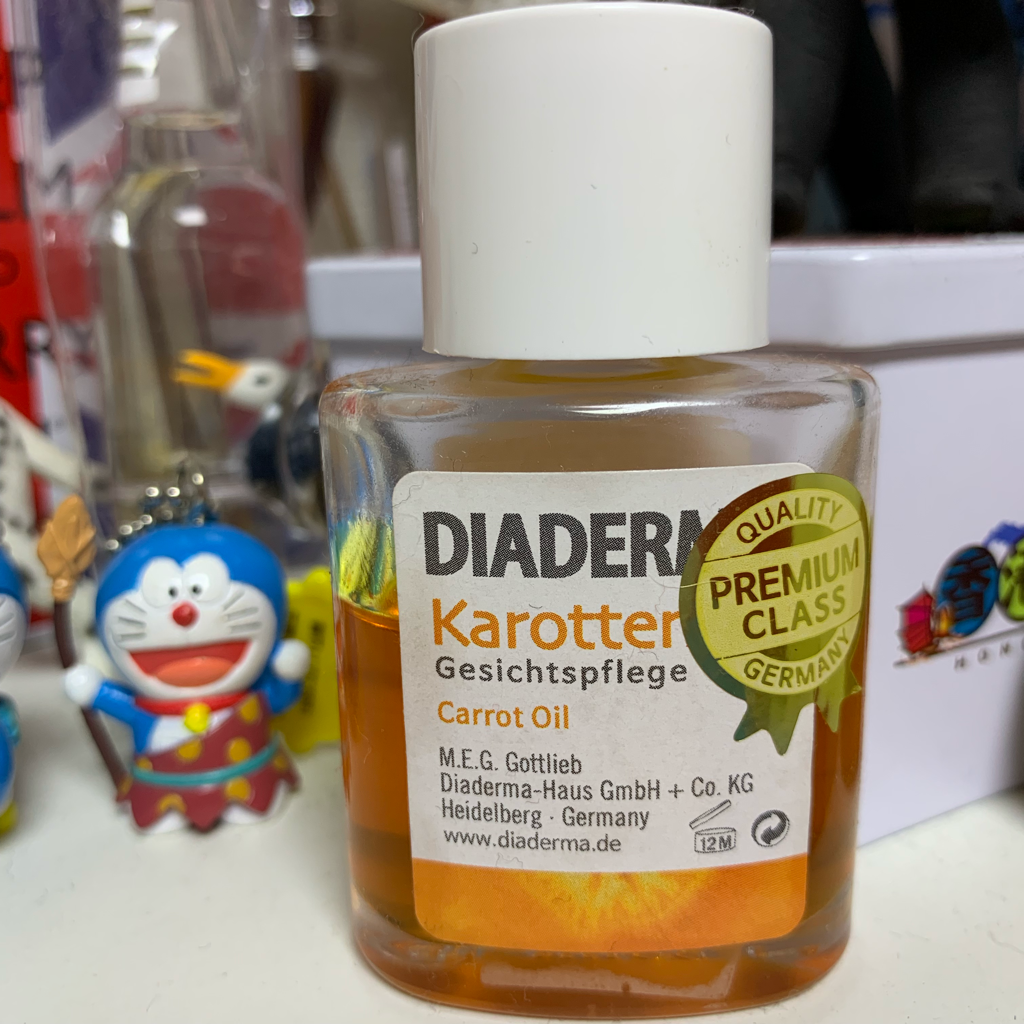 DIADERM
Karotten
Gesichtspflege
Carrot Oil
M.E.G. Gottlieb
Diaderma-Haus GmbH + Co. KG
Heidelberg · Germany
www.diaderma.de
12M
QUALITY
PREMIUM
CLASS
GERMANY